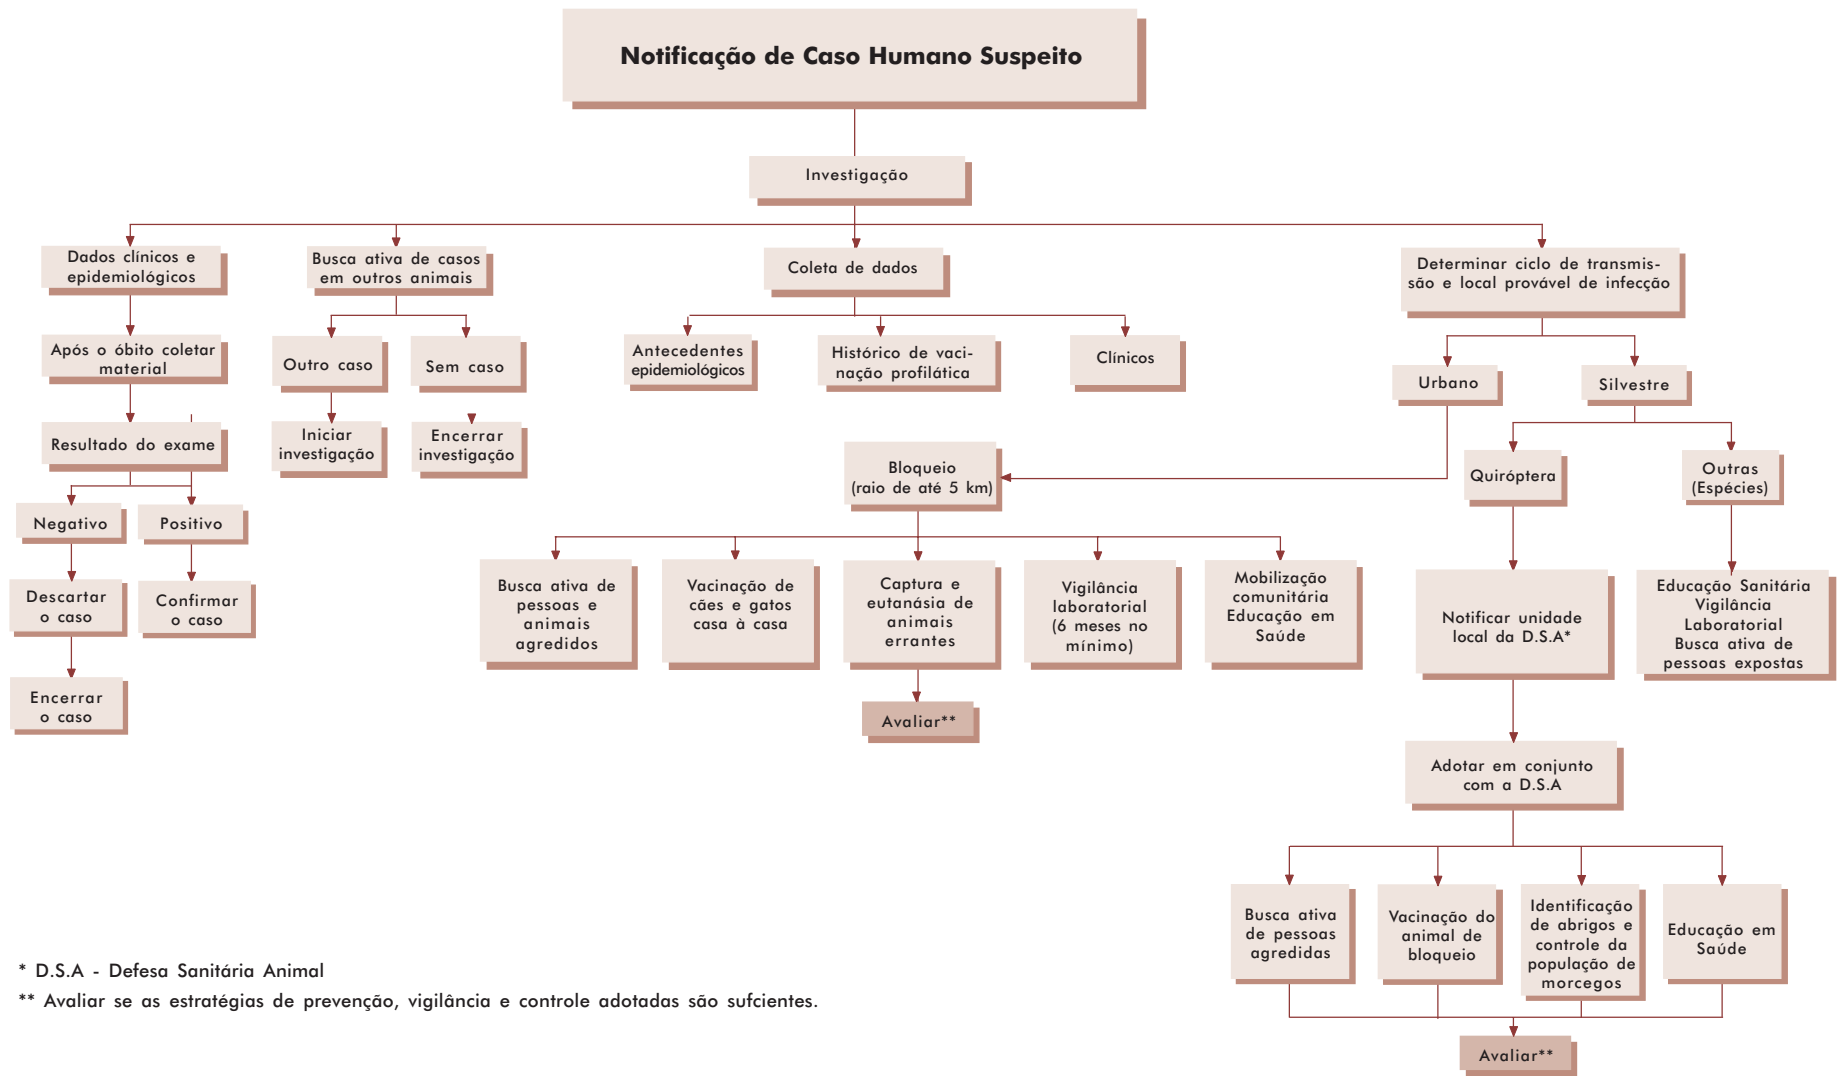 Notificação de Caso Humano Suspeito
Investigação
Dados clínicos e
epidemiológicos
Busca ativa de casos
em outros animais
Coleta de dados
Determinar ciclo de transmis-
são e local provável de infecção
Após o óbito coletar
material
Outro caso
Sem caso
Antecedentes
epidemiológicos
Histórico de vaci-
nação profilática
Clínicos
Urbano
Silvestre
Resultado do exame
Iniciar
investigação
Encerrar
investigação
Bloqueio
(raio de até 5 km)
Quiróptera
Outras
(Espécies)
Negativo
Positivo
Descartar
o caso
Confirmar
o caso
Encerrar
o caso
Busca ativa de
pessoas e
animais
agredidos
Vacinação de
cães e gatos
casa à casa
Captura e
eutanásia de
animais
errantes
Vigilância
laboratorial
(6 meses no
mínimo)
Mobilização
comunitária
Educação em
Saúde
Notificar unidade
local da D.S.A*
Educação Sanitária
Vigilância
Laboratorial
Busca ativa de
pessoas expostas
Avaliar**
Adotar em conjunto
com a D.S.A
Busca ativa
de pessoas
agredidas
Vacinação do
animal de
bloqueio
Identificação
de abrigos e
controle da
população de
morcegos
Educação em
Saúde
Avaliar**
* D.S.A - Defesa Sanitária Animal
** Avaliar se as estratégias de prevenção, vigilância e controle adotadas são sufcientes.